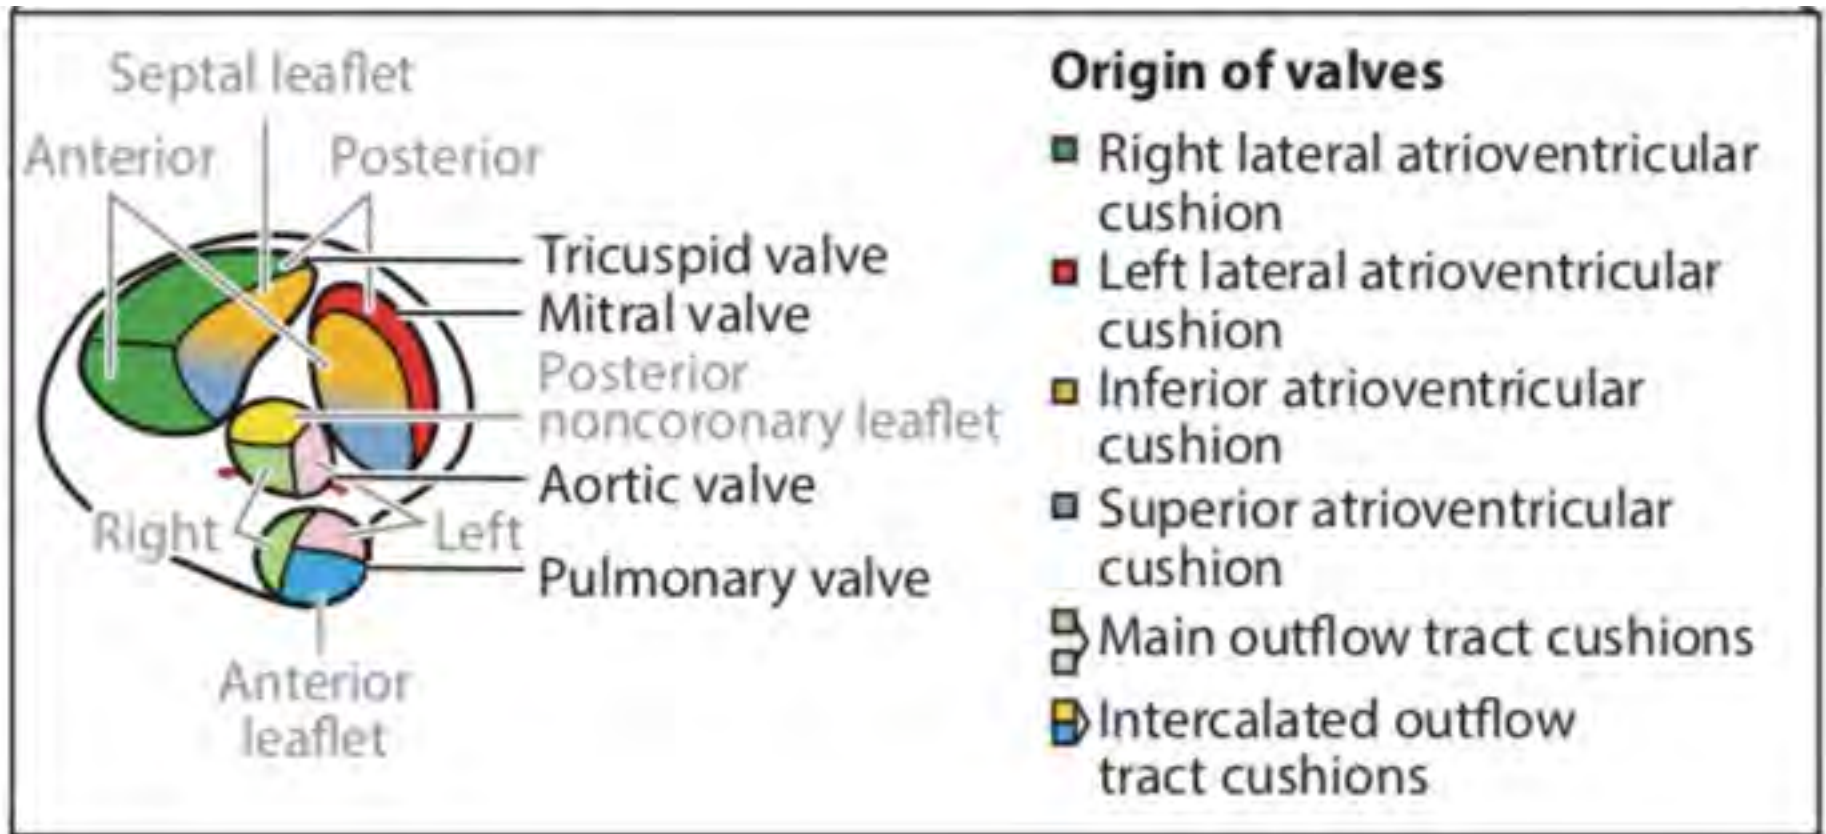 Septal leaflet
Anterior
Posterior
Tricuspid valve
Mitral valve
Posterior
noncoronary leaflet
Aortic valve
Right
Left
Pulmonary valve
Anterior
leaflet
Origin of valves
Right lateral atrioventricular
cushion
Left lateral atrioventricular
cushion
Inferior atrioventricular
cushion
Superior atrioventricular
cushion
Main outflow tract cushions
Intercalated outflow
tract cushions